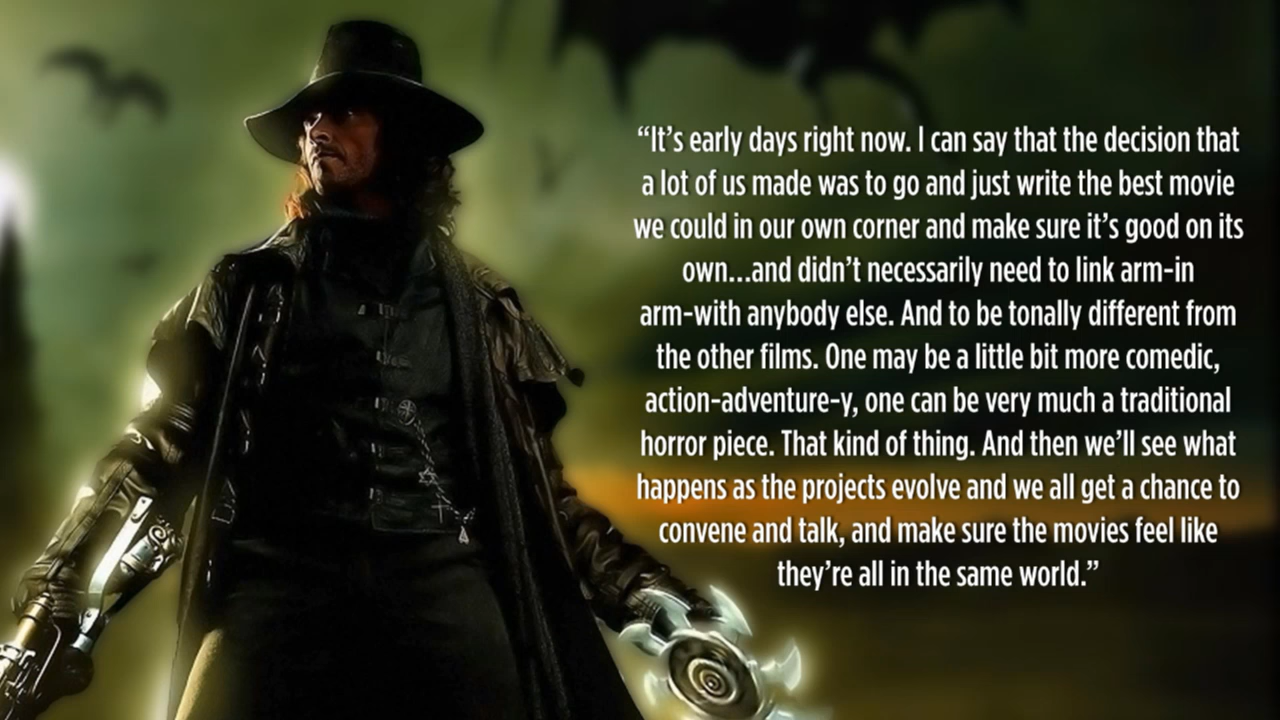 “It’s early days right now. I can say that the decision that
a lot of us made was to go and just write the best movie
we could in our own corner and make sure it’s good on its
own...and didn’t necessarily need to link arm-in
arm-with anybody else. And to be tonally different from
the other films. One may be a little bit more comedic,
action-adventure-y, one can be very much a traditional
horror piece. That kind of thing. And then we’ll see what
happens as the projects evolve and we all get a chance to
convene and talk, and make sure the movies feel like
they’re all in the same world.”